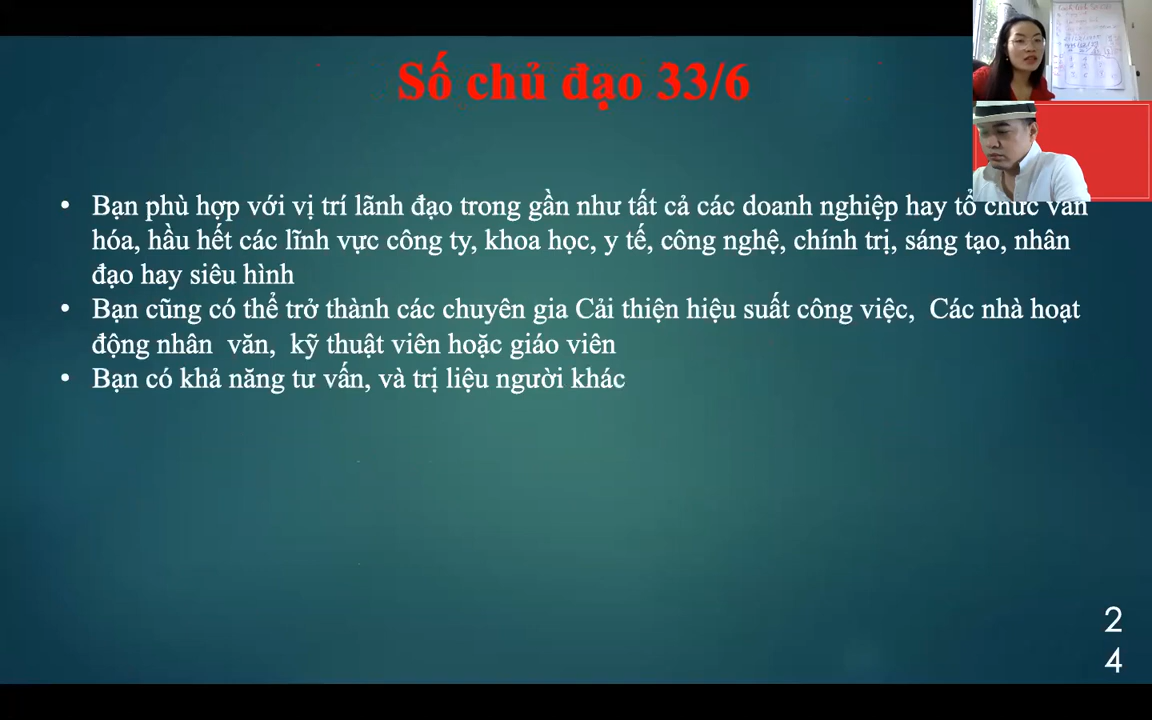 Số chủ đạo 33/6
• Bạn phù hợp với vị trí lãnh đạo trong gần như tất cả các doanh nghiệp hay tổ chức văn
hóa, hầu hết các lĩnh vực công ty, khoa học, y tế, công nghệ, chính trị, sáng tạo, nhân
đạo hay siêu hình
• Bạn cũng có thể trở thành các chuyên gia Cải thiện hiệu suất công việc,  Các nhà hoạt
động nhân  văn,  kỹ thuật viên hoặc giáo viên
• Bạn có khả năng tư vấn, và trị liệu người khác
2
4